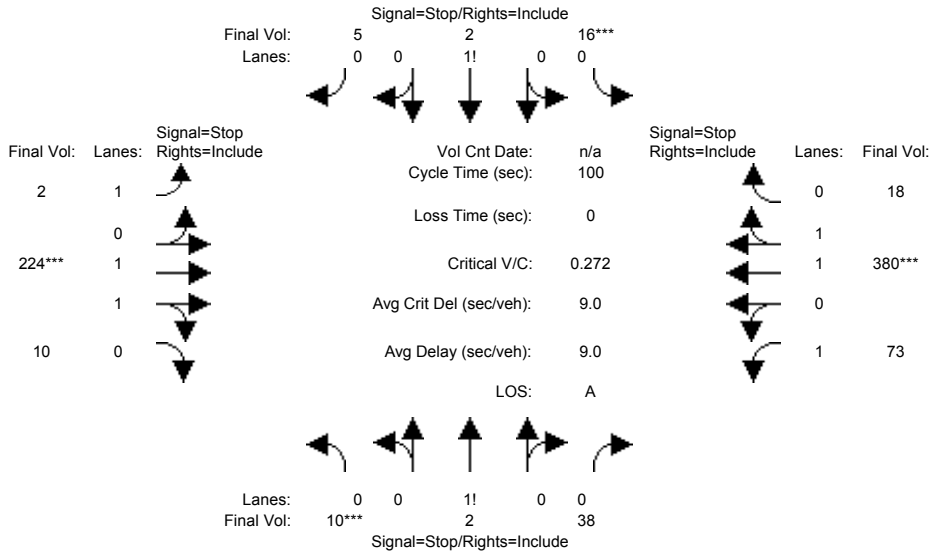 Signal=Stop/Rights=Include
Final Vol: 5 2 16***
Lanes: 0 0 1! 0 0
Signal=Stop Signal=Stop
Final Vol: Lanes: Rights=Include Vol Cnt Date: n/a Rights=Include Lanes: Final Vol:
Cycle Time (sec): 100
2 1 0 18
Loss Time (sec): 0
0 1
224*** 1 Critical V/C: 0.272 1 380***
1 Avg Crit Del (sec/veh): 9.0 0
10 0 Avg Delay (sec/veh): 9.0 1 73
LOS: A
Lanes: 0 0 1! 0 0
Final Vol: 10*** 2 38
Signal=Stop/Rights=Include